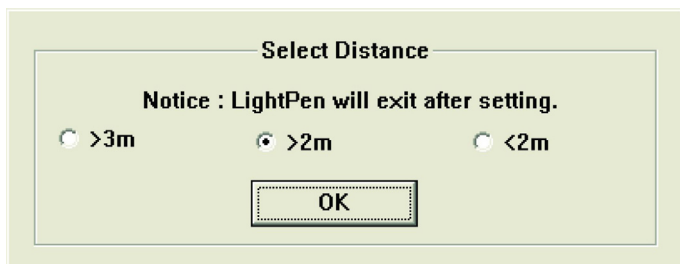 Select Distance
Notice : LightPen will exit after setting.
>3m >2m <2m
OK